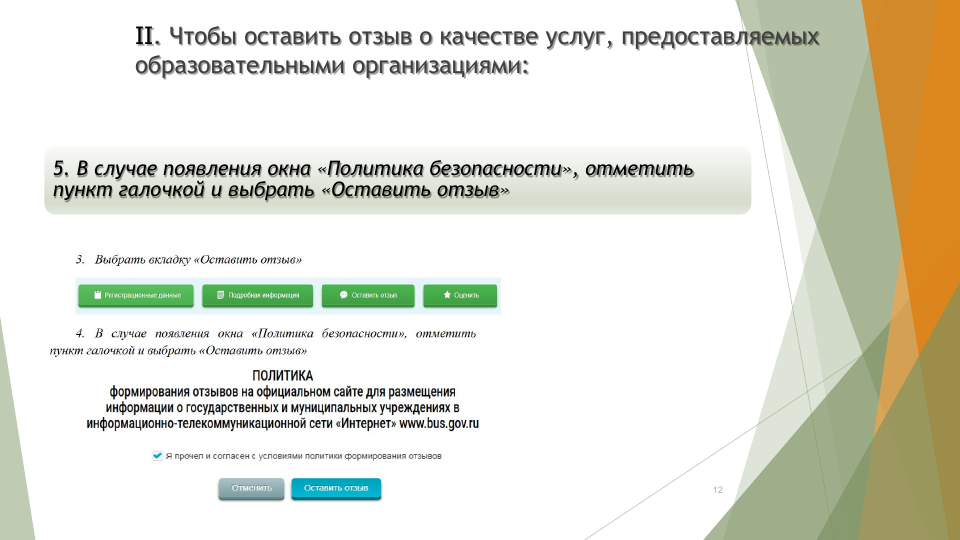 II. Чтобы оставить отзыв о качестве услуг, предоставляемых
образовательными организациями:
5. В случае появления окна «Политика безопасности», отметить
пункт галочкой и выбрать «Оставить отзыв»
3. Выбрать вкладку «Оставить отзыв»
Регистрационные данные
Подробная информация
Оставить отзыв
Оценить
4. В случае появления окна «Политика безопасности», отметить
пункт галочкой и выбрать «Оставить отзыв»
ПОЛИТИКА
формирования отзывов на официальном сайте для размещения
информации о государственных и муниципальных учреждениях в
информационно-телекоммуникационной сети «Интернет» www.bus.gov.ru
Я прочел и согласен с условиями политики формирования отзывов
Отменить
Оставить отзыв
12